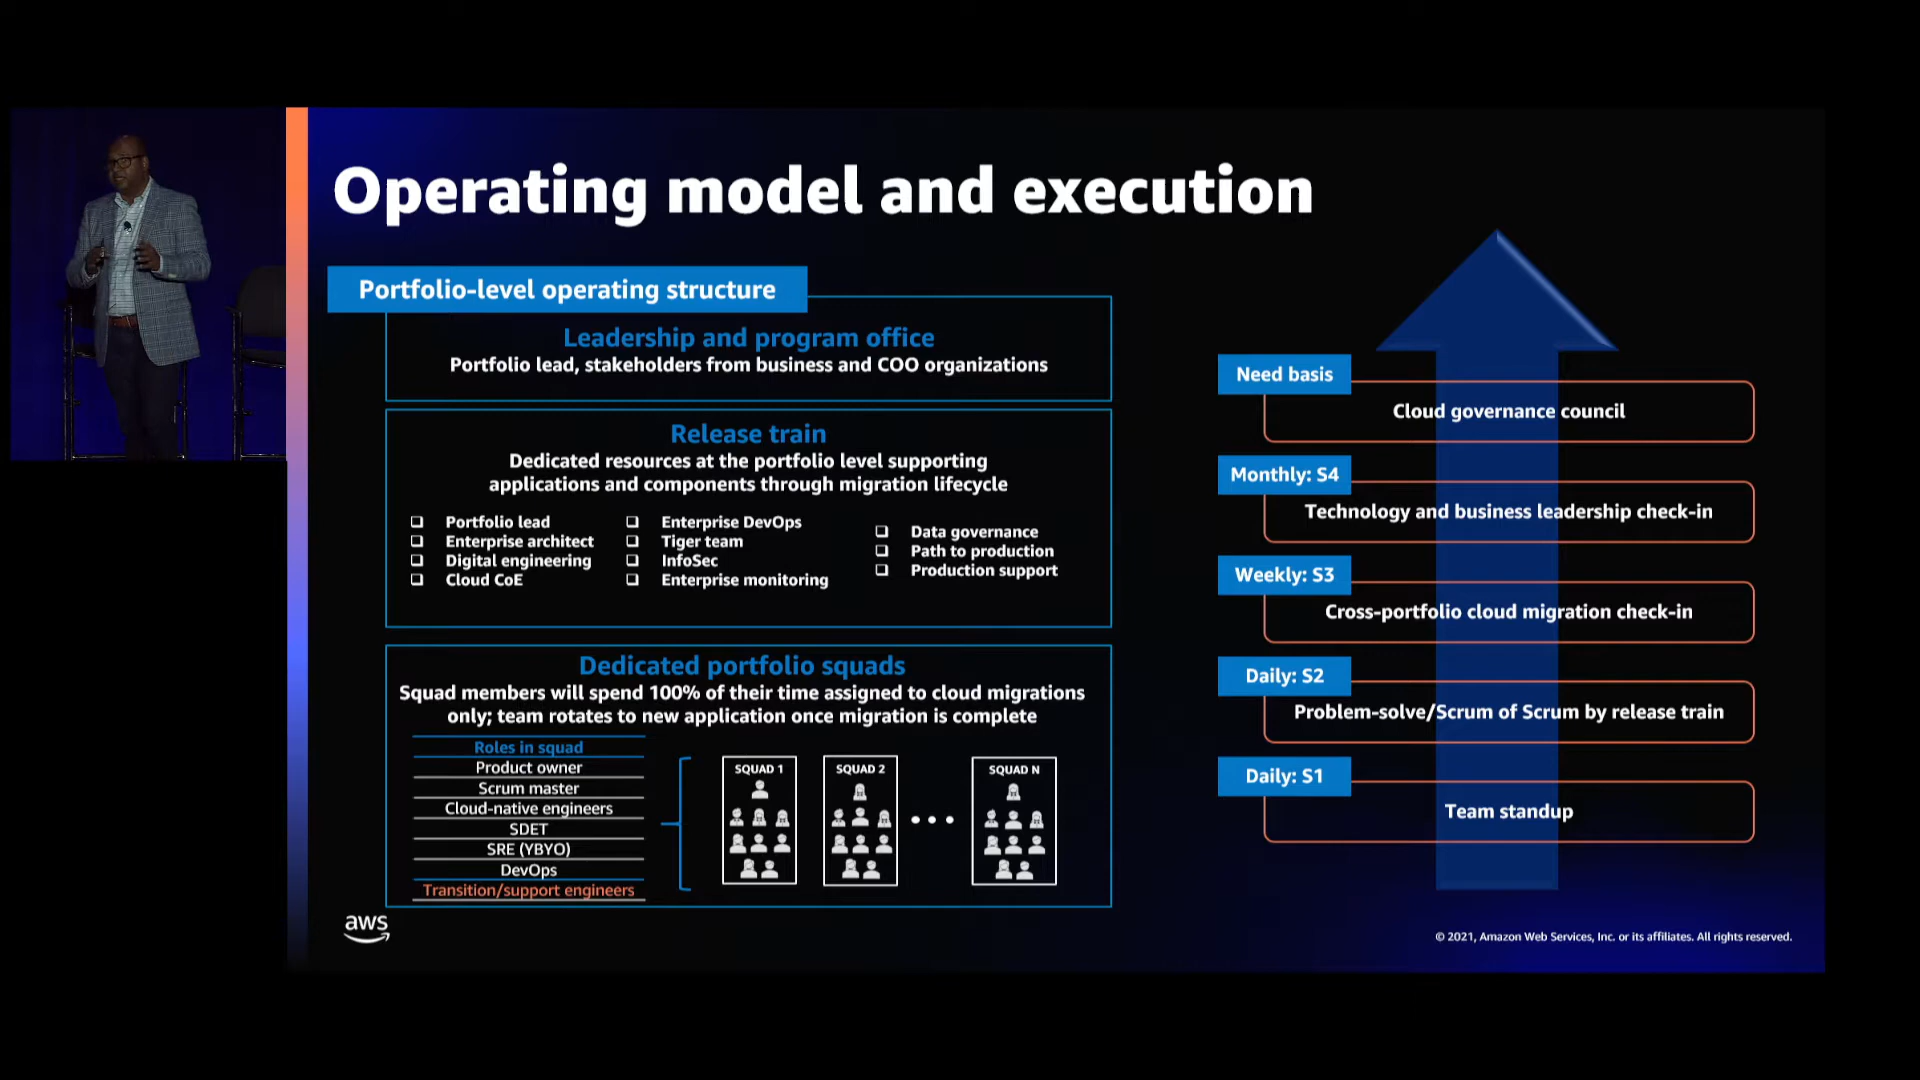 Operating model and execution
Portfolio-level operating structure
Leadership and program office
Portfolio lead, stakeholders from business and COO organizations
Release train
Dedicated resources at the portfolio level supporting
applications and components through migration lifecycle
Portfolio lead
Enterprise architect
Digital engineering
Cloud CoE
Enterprise DevOps
Tiger team
InfoSec
Enterprise monitoring
Data governance
Path to production
Production support
Dedicated portfolio squads
Squad members will spend 100% of their time assigned to cloud migrations
only; team rotates to new application once migration is complete
Roles in squad
Product owner
Scrum master
Cloud-native engineers
SDET
SRE (YBYO)
DevOps
Transition/support engineers
SQUAD 1
SQUAD 2
SQUAD N
Need basis
Cloud governance council
Monthly: S4
Technology and business leadership check-in
Weekly: S3
Cross-portfolio cloud migration check-in
Daily: S2
Problem-solve/Scrum of Scrum by release train
Daily: S1
Team standup
aws
© 2021, Amazon Web Services, Inc. or its affiliates. All rights reserved.